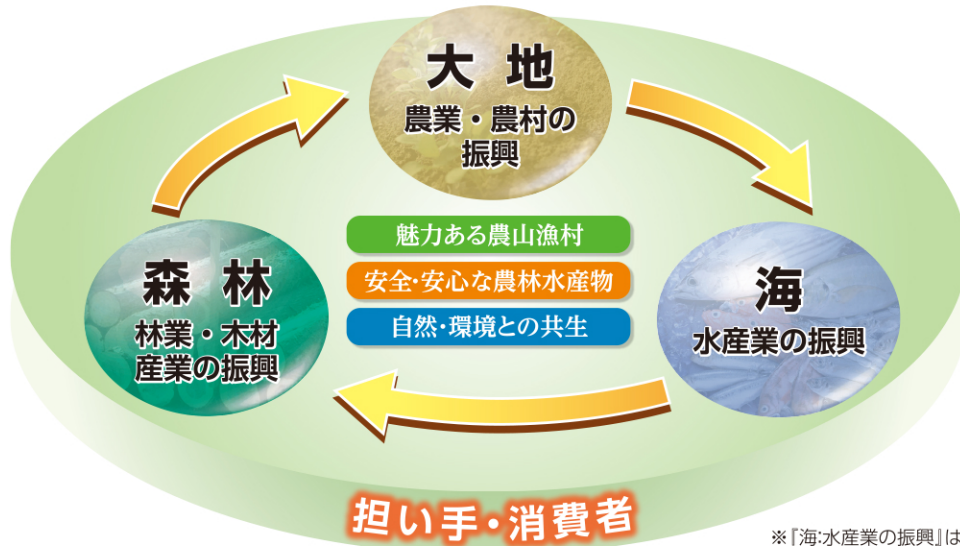 大 地
農業・農村の
振興
魅力ある農山漁村
安全・安心な農林水産物
自然・環境との共生
森 林
林業・木材
産業の振興
海
水産業の振興
担い手・消費者
※『海:水産業の振興』は